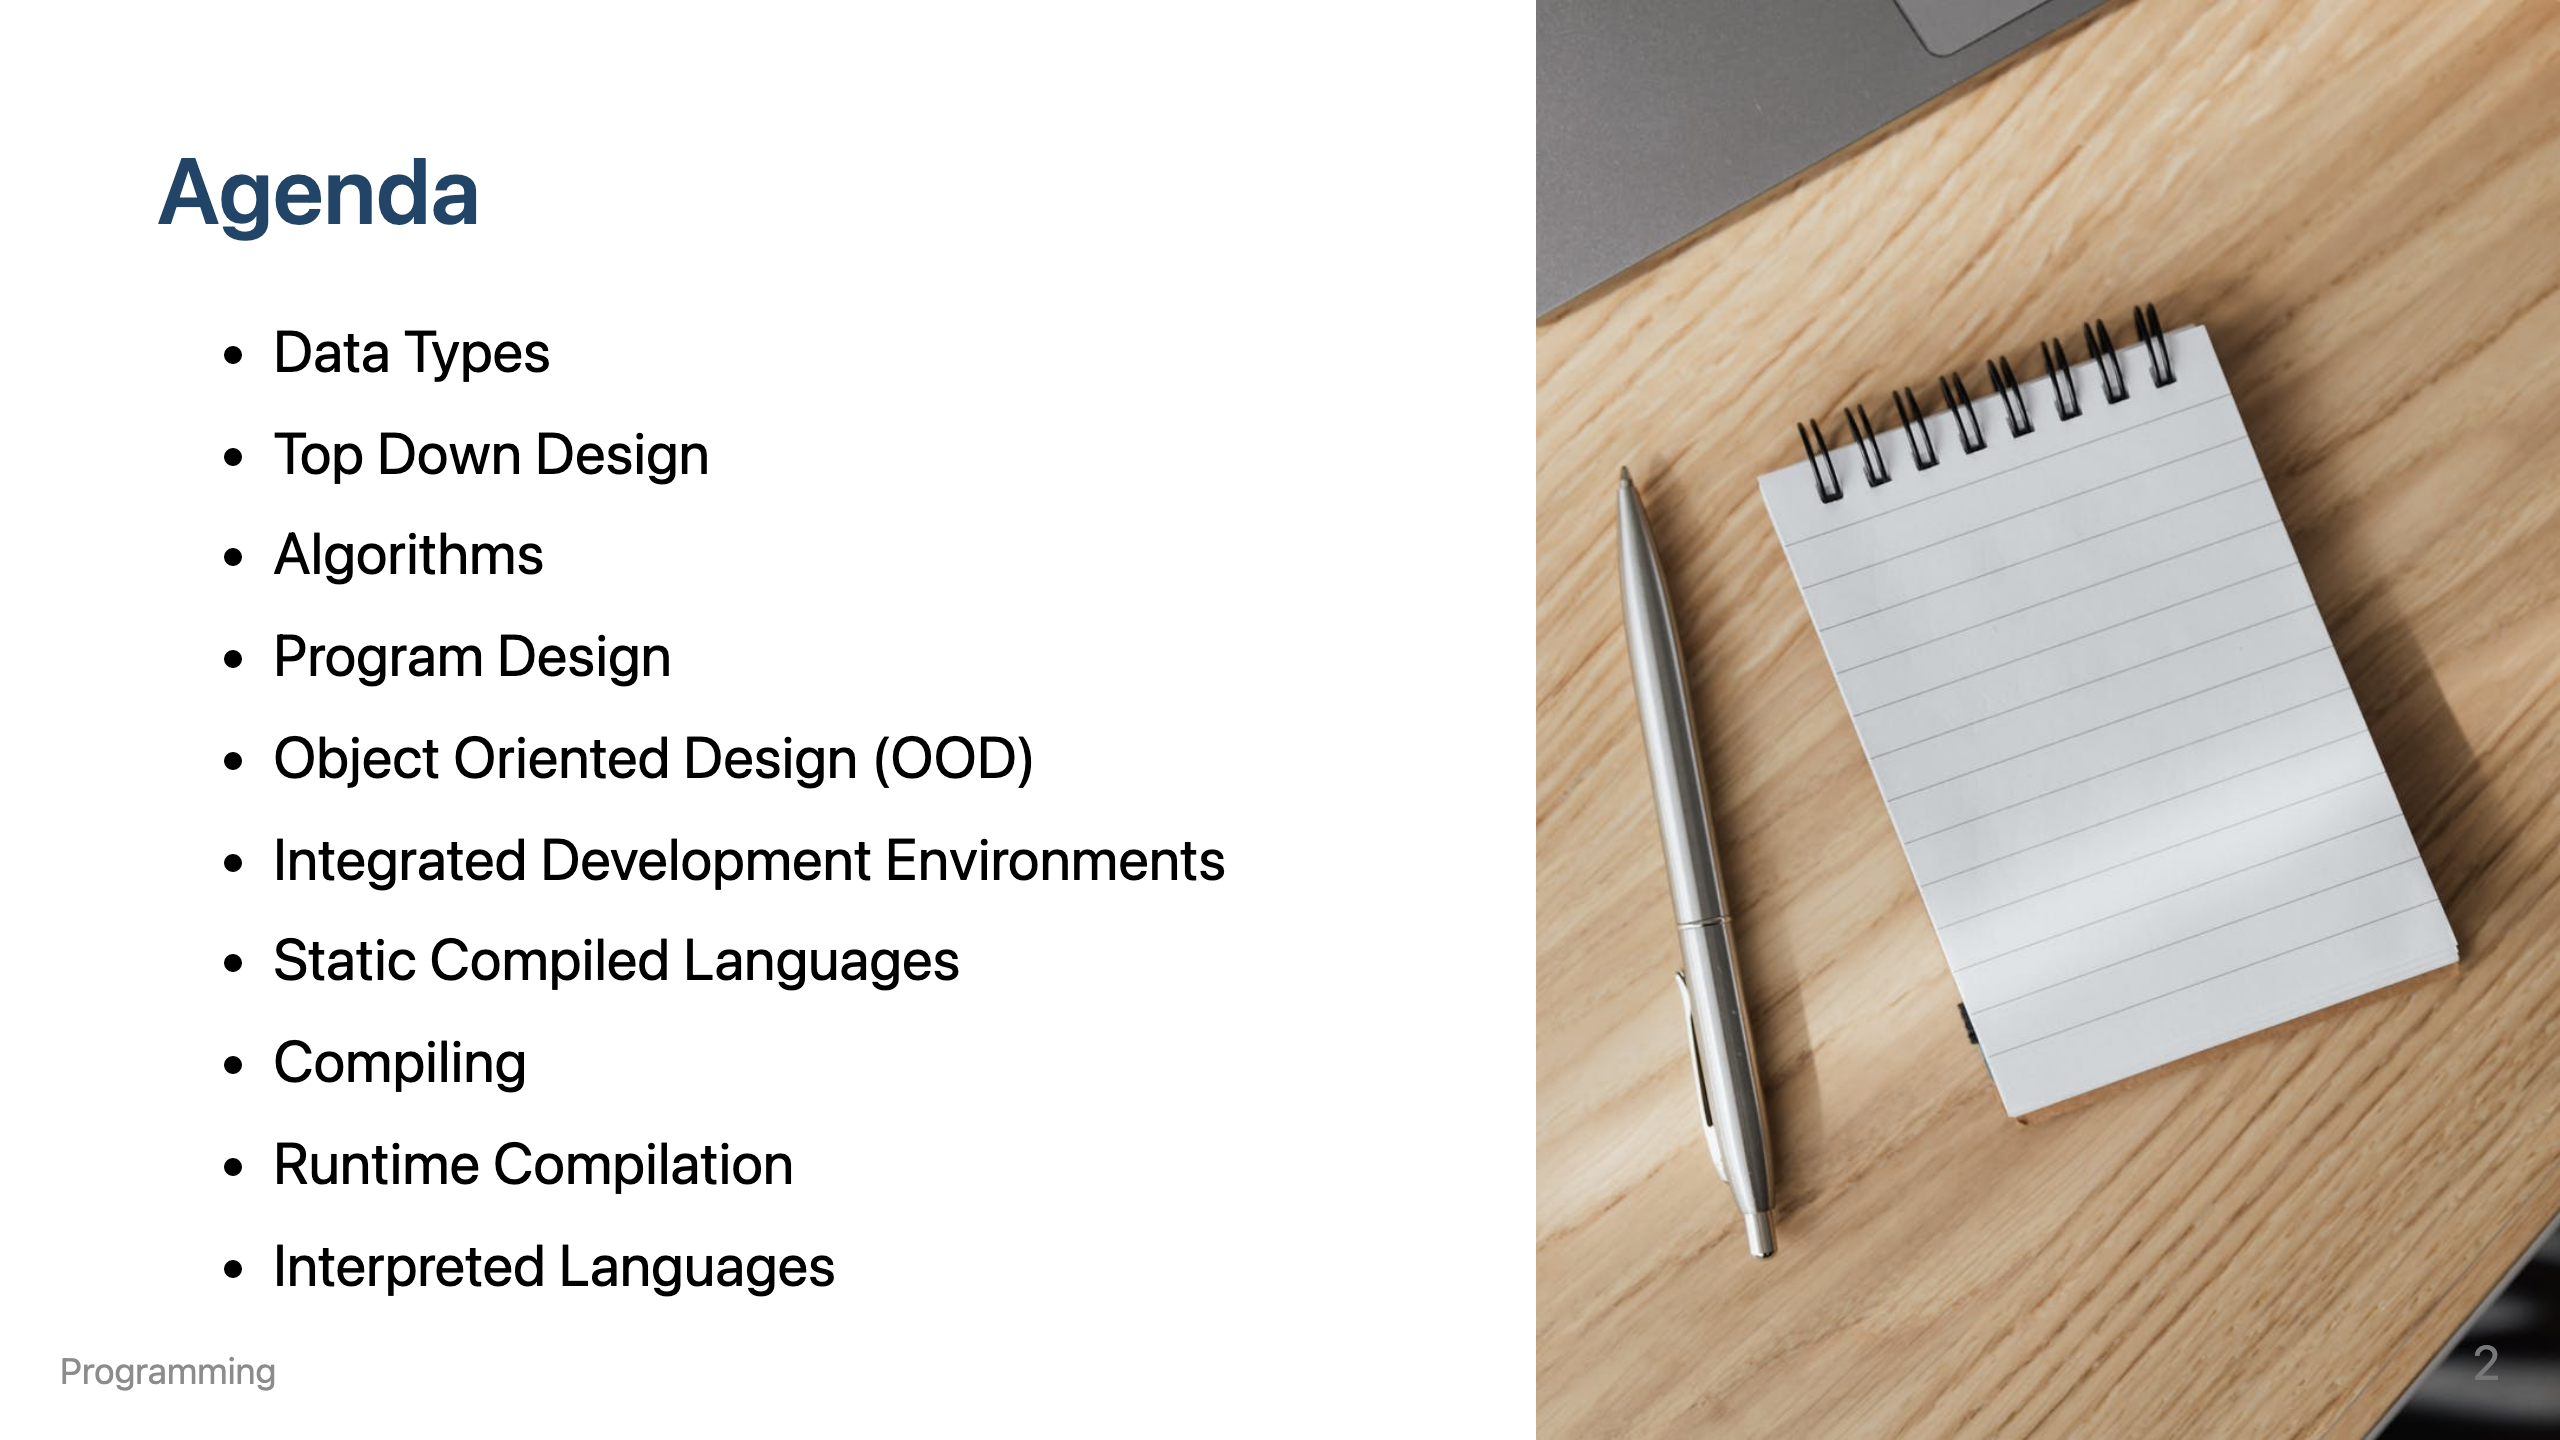 Agenda
• Data Types
• Top Down Design
• Algorithms
• Program Design
• Object Oriented Design (OOD)
• Integrated Development Environments
• Static Compiled Languages
• Compiling
• Runtime Compilation
• Interpreted Languages
Programming
2